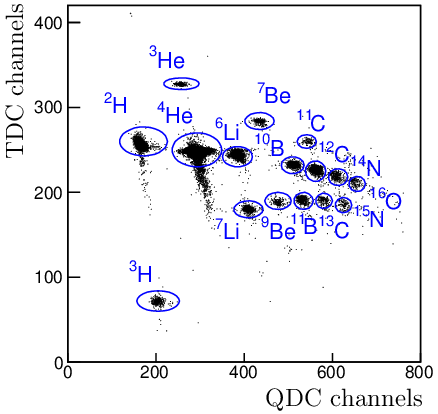 TDC channels
400
300
200
100
0
³He
⁷Be
²H
⁴He
¹¹C
⁶Li
¹⁰B
¹²C
¹⁴N
¹⁶O
⁷Li
⁹Be
¹¹B
¹³C
¹⁵N
³H
0 200 400 600 800
QDC channels